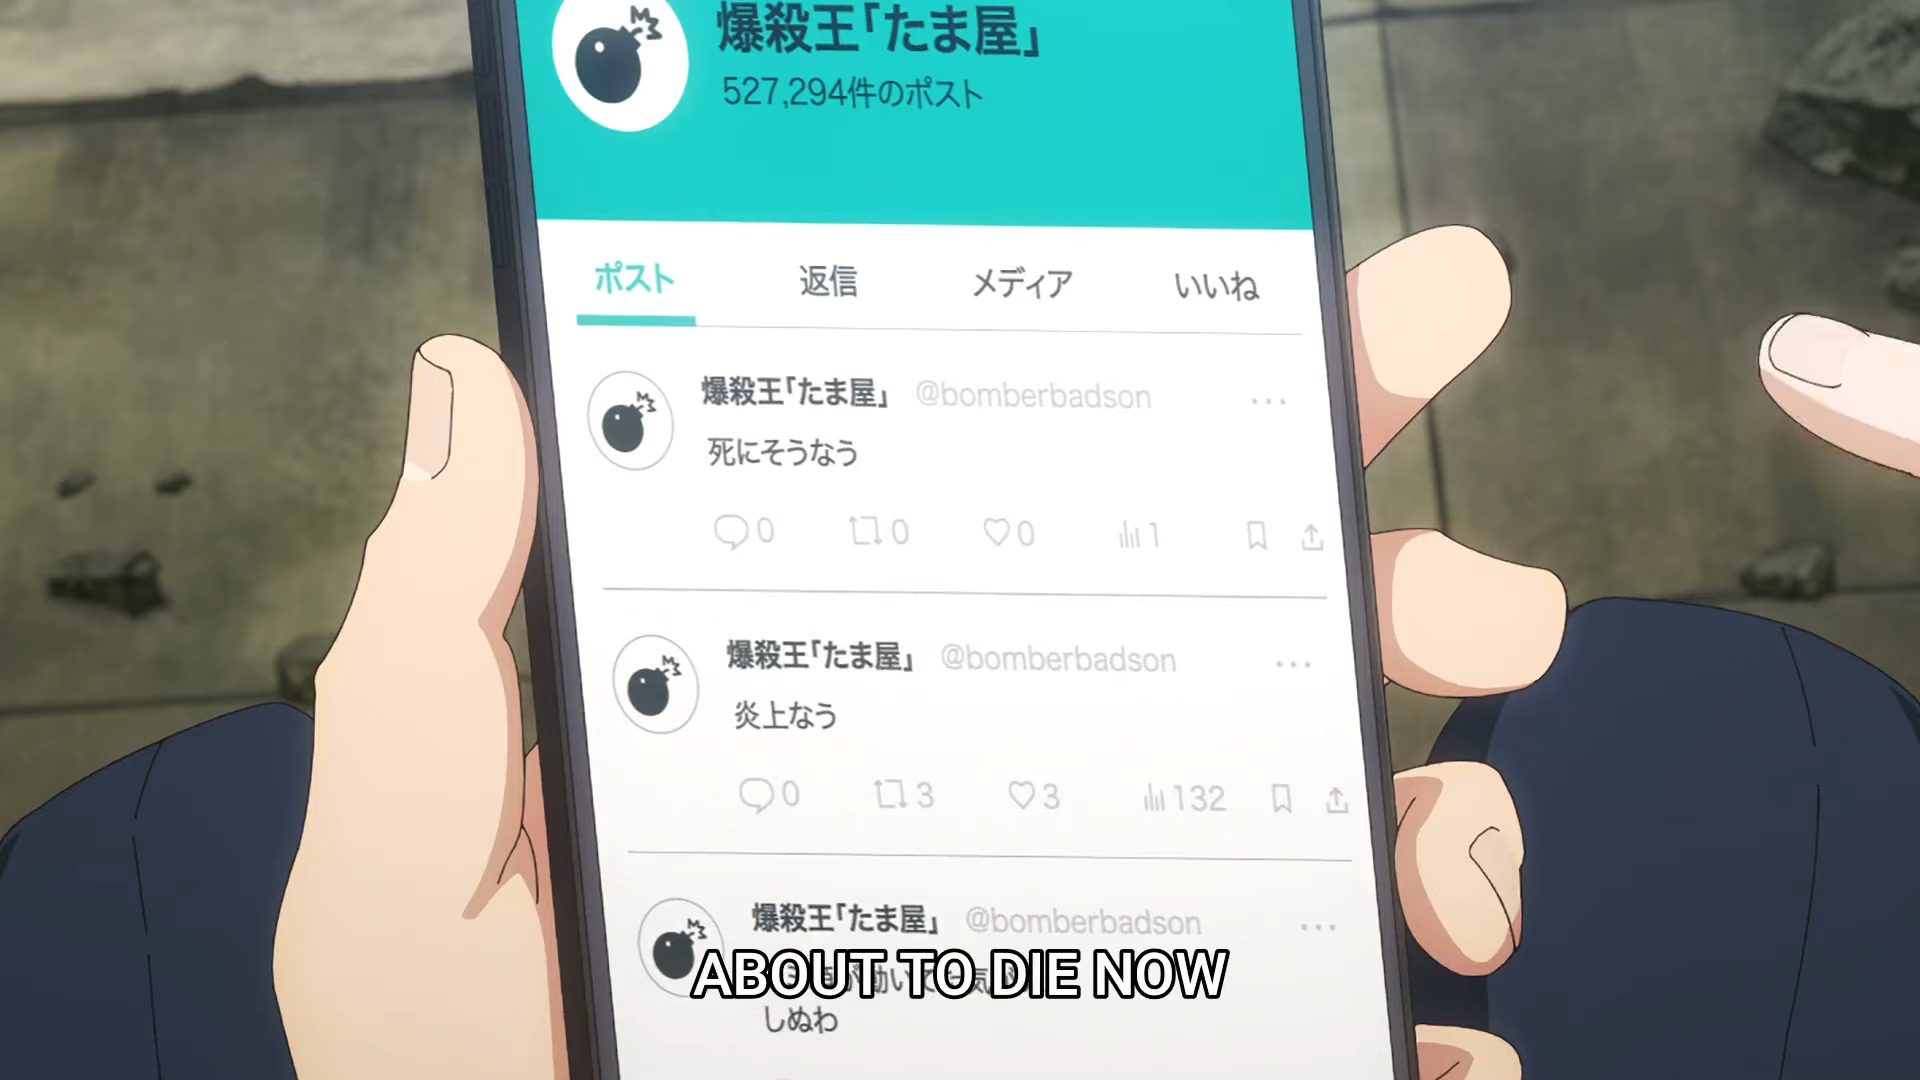 爆殺王「たま屋」
527,294件のポスト
ポスト 返信 メディア いいね
爆殺王「たま屋」 @bomberbadson ...
死にそうなう
0 0 0 1
爆殺王「たま屋」 @bomberbadson ...
炎上なう
0 3 3 132
爆殺王「たま屋」 @bomberbadson ...
ABOUT TO DIE NOW
しぬわ